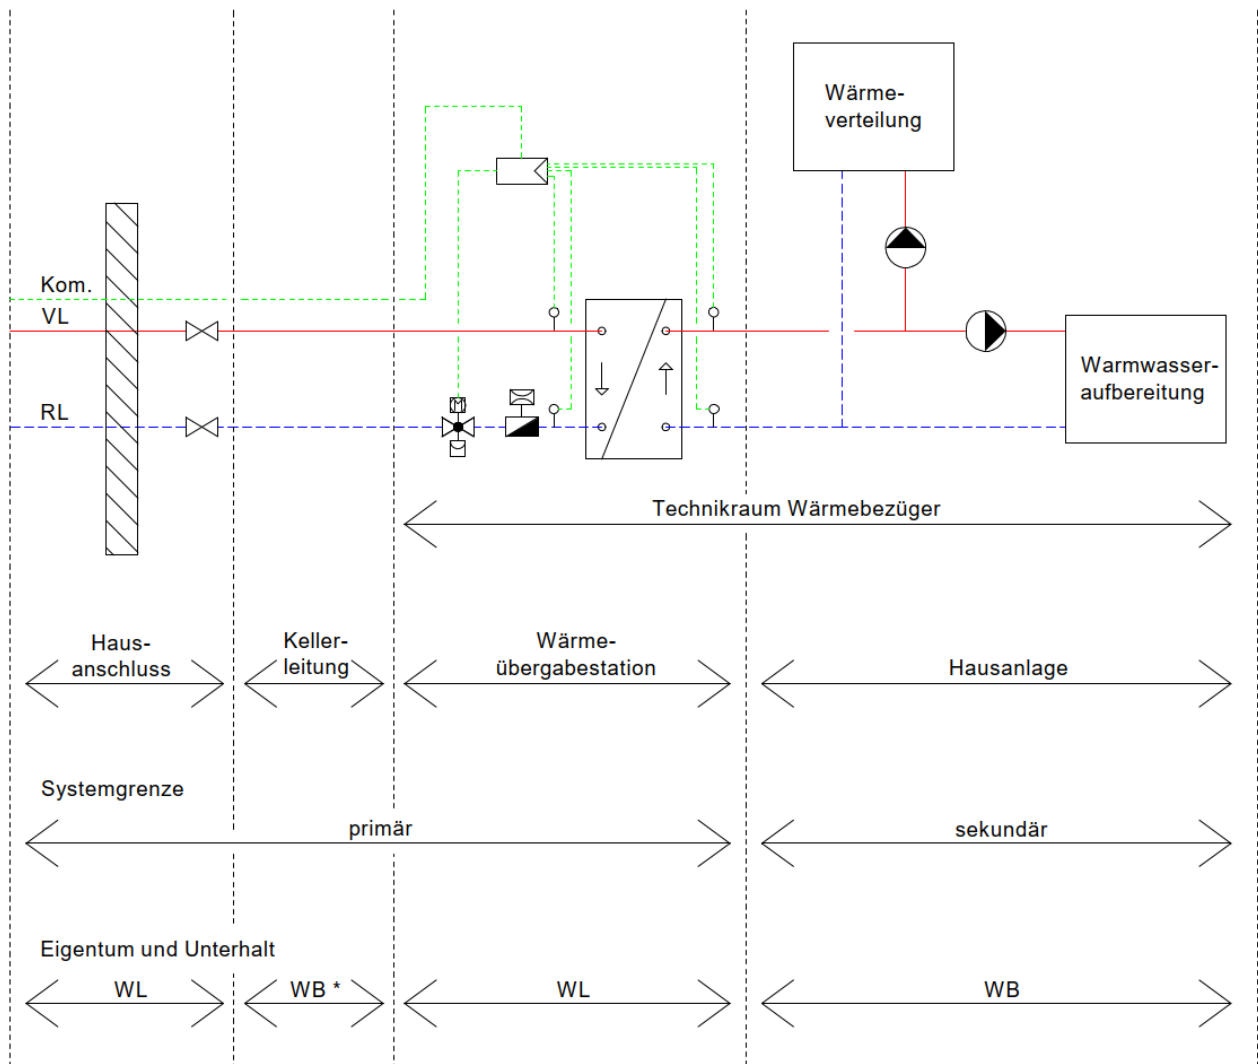 Wärme-
verteilung
Kom.
VL
RL
Warmwasser-
aufbereitung
M
Technikraum Wärmebezüger
Haus-
anschluss
Keller-
leitung
Wärme-
übergabestation
Hausanlage
Systemgrenze
primär
sekundär
Eigentum und Unterhalt
WL
WB *
WL
WB